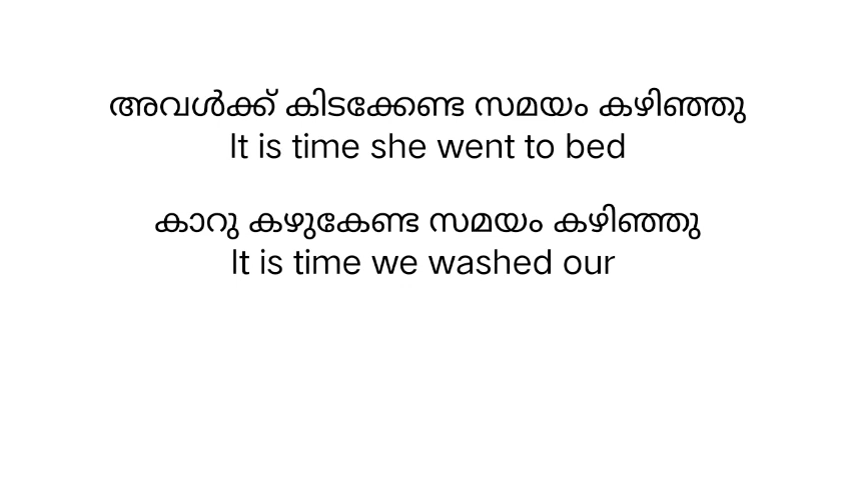 അവൾക്ക് കിടക്കേണ്ട സമയം കഴിഞ്ഞു
It is time she went to bed
കാറു കഴുകേണ്ട സമയം കഴിഞ്ഞു
It is time we washed our